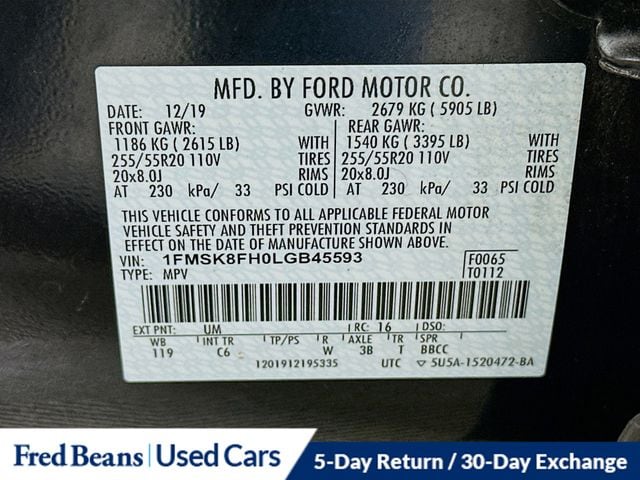 MFD. BY FORD MOTOR CO.
DATE: 12/19 GVWR: 2679 KG ( 5905 LB)
FRONT GAWR: REAR GAWR:
1186 KG ( 2615 LB) WITH 1540 KG ( 3395 LB) WITH
255/55R20 110V TIRES 255/55R20 110V TIRES
20x8.0J RIMS 20x8.0J RIMS
AT 230 kPa/ 33 PSI COLD AT 230 kPa/ 33 PSI COLD
THIS VEHICLE CONFORMS TO ALL APPLICABLE FEDERAL MOTOR
VEHICLE SAFETY AND THEFT PREVENTION STANDARDS IN
EFFECT ON THE DATE OF MANUFACTURE SHOWN ABOVE.
VIN: 1FMSK8FH0LGB45593 F0065
TYPE: MPV T0112
EXT PNT: UM RC: 16 DSO:
WB INT TR TP/PS R AXLE TR SPR
119 C6 W 3B T BBCC
1201912195335 UTC ▽ 5U5A-1520472-BA
Fred Beans | Used Cars 5-Day Return / 30-Day Exchange